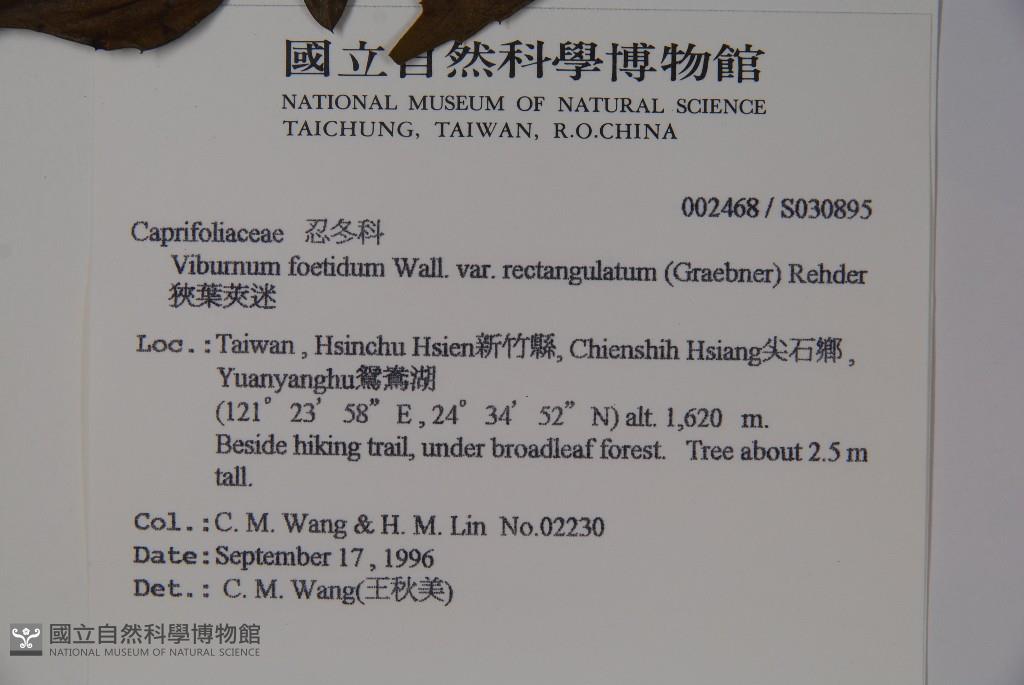 國立自然科學博物館
NATIONAL MUSEUM OF NATURAL SCIENCE
TAICHUNG, TAIWAN, R.O.CHINA
002468 / S030895
Caprifoliaceae 忍冬科
Viburnum foetidum Wall. var. rectangulatum (Graebner) Rehder
狹葉莢迷
Loc.:Taiwan , Hsinchu Hsien新竹縣, Chienshih Hsiang尖石鄉 ,
Yuanyanghu鴛鴦湖
(121° 23′ 58” E , 24° 34′ 52” N) alt. 1,620 m.
Beside hiking trail, under broadleaf forest. Tree about 2.5 m
tall.
Col.:C. M. Wang & H. M. Lin No.02230
Date:September 17 , 1996
Det.: C. M. Wang(王秋美)
國立自然科學博物館
NATIONAL MUSEUM OF NATURAL SCIENCE